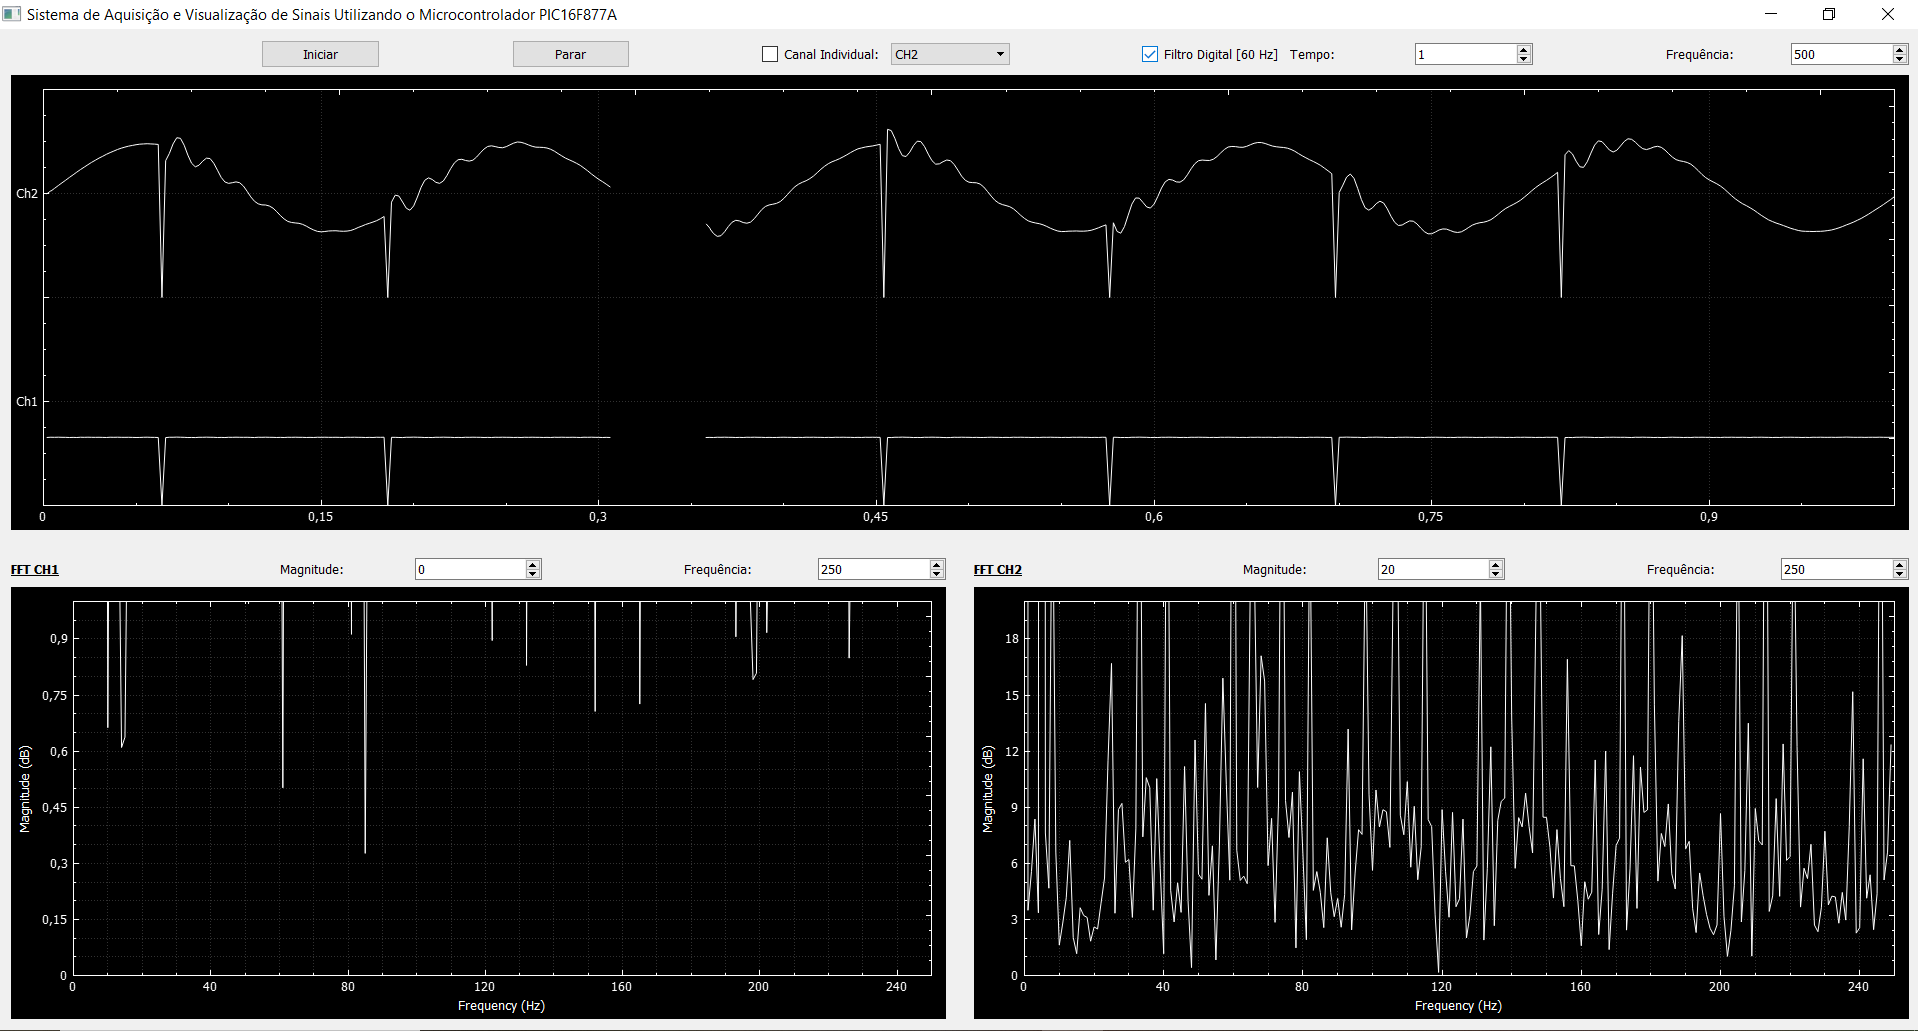 Sistema de Aquisição e Visualização de Sinais Utilizando o Microcontrolador PIC16F877A
Iniciar Parar Canal Individual: CH2 Filtro Digital [60 Hz] Tempo: 1 Frequência: 500
Ch2
Ch1
0 0,15 0,3 0,45 0,6 0,75 0,9
FFT CH1 Magnitude: 0 Frequência: 250
0,9
0,75
0,6
0,45
0,3
0,15
0
Magnitude (dB)
0 40 80 120 160 200 240
Frequency (Hz)
FFT CH2 Magnitude: 20 Frequência: 250
18
15
12
9
6
3
0
Magnitude (dB)
0 40 80 120 160 200 240
Frequency (Hz)